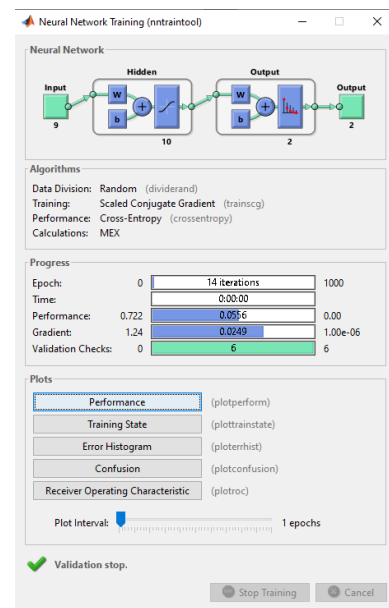 Neural Network Training (nntraintool)
Neural Network
Hidden Output
Input Output
W W
b b
9 2
10 2
Algorithms
Data Division: Random (dividerand)
Training: Scaled Conjugate Gradient (trainscg)
Performance: Cross-Entropy (crossentropy)
Calculations: MEX
Progress
Epoch: 0 14 iterations 1000
Time: 0:00:00
Performance: 0.722 0.0556 0.00
Gradient: 1.24 0.0249 1.00e-06
Validation Checks: 0 6 6
Plots
Performance (plotperform)
Training State (plottrainstate)
Error Histogram (ploterrhist)
Confusion (plotconfusion)
Receiver Operating Characteristic (plotroc)
Plot Interval: 1 epochs
Validation stop.
Stop Training Cancel